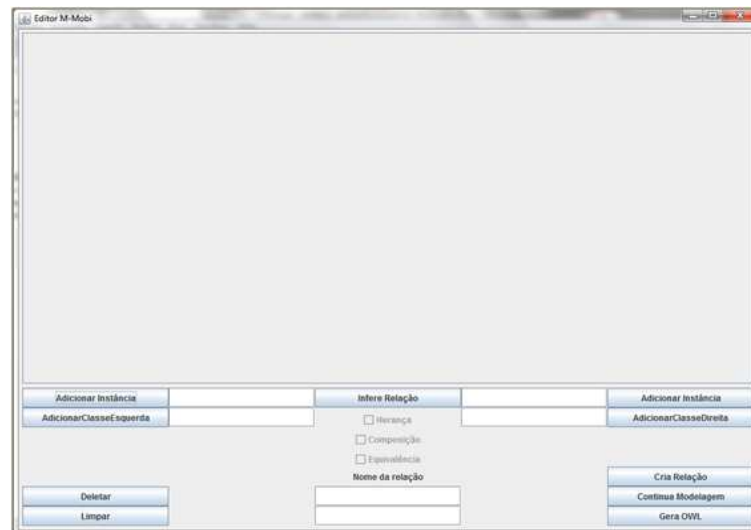 Editor M-Mobi
Adicionar Instância
Infere Relação
Adicionar Instância
AdicionarClasseEsquerda
Herança
AdicionarClasseDireita
Composição
Equivalência
Nome da relação
Cria Relação
Deletar
Continua Modelagem
Limpar
Gera OWL